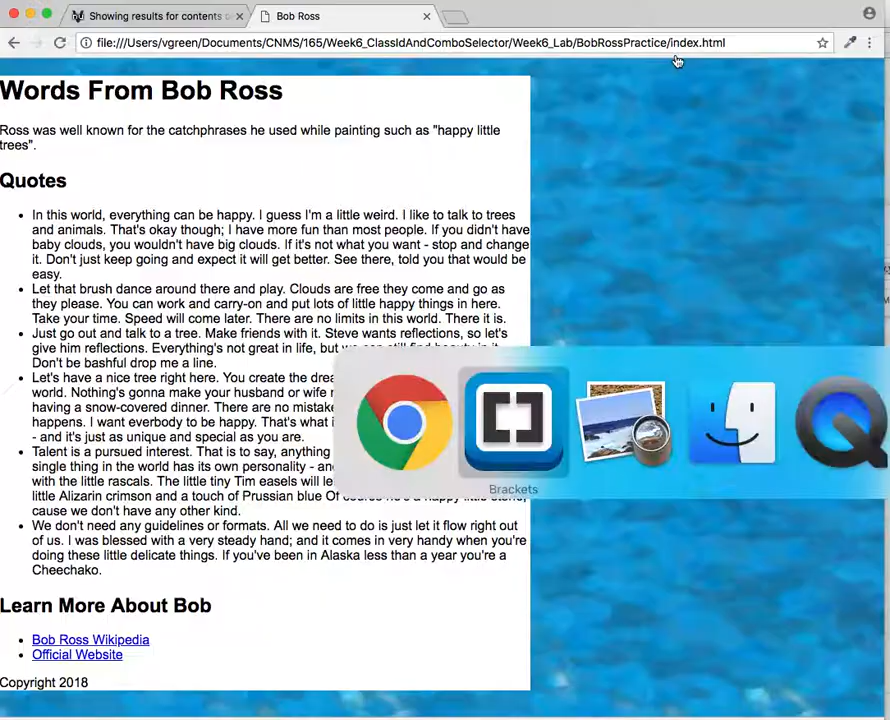 Showing results for contents o
Bob Ross
file:///Users/vgreen/Documents/CNMS/165/Week6_ClassIdAndComboSelector/Week6_Lab/BobRossPractice/index.html
Words From Bob Ross
Ross was well known for the catchphrases he used while painting such as "happy little
trees".
Quotes
In this world, everything can be happy. I guess I'm a little weird. I like to talk to trees
and animals. That's okay though; I have more fun than most people. If you didn't have
baby clouds, you wouldn't have big clouds. If it's not what you want - stop and change
it. Don't just keep going and expect it will get better. See there, told you that would be
easy.
Let that brush dance around there and play. Clouds are free they come and go as
they please. You can work and carry-on and put lots of little happy things in here.
Take your time. Speed will come later. There are no limits in this world. There it is.
Just go out and talk to a tree. Make friends with it. Steve wants reflections, so let's
give him reflections. Everything's not great in life, but we can still find beauty in it.
Don't be bashful drop me a line.
Let's have a nice tree right here. You create the drea
world. Nothing's gonna make your husband or wife r
having a snow-covered dinner. There are no mistake
happens. I want everbody to be happy. That's what i
- and it's just as unique and special as you are.
Talent is a pursued interest. That is to say, anything
single thing in the world has its own personality - an
with the little rascals. The little tiny Tim easels will le
little Alizarin crimson and a touch of Prussian blue Of course he's a happy little stone,
cause we don't have any other kind.
We don't need any guidelines or formats. All we need to do is just let it flow right out
of us. I was blessed with a very steady hand; and it comes in very handy when you're
doing these little delicate things. If you've been in Alaska less than a year you're a
Cheechako.
Brackets
Learn More About Bob
Bob Ross Wikipedia
Official Website
Copyright 2018